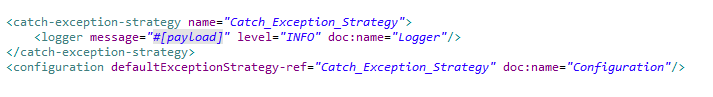 <catch-exception-strategy name="Catch_Exception_Strategy">
<logger message="#[payload]" level="INFO" doc:name="Logger"/>
</catch-exception-strategy>
<configuration defaultExceptionStrategy-ref="Catch_Exception_Strategy" doc:name="Configuration"/>